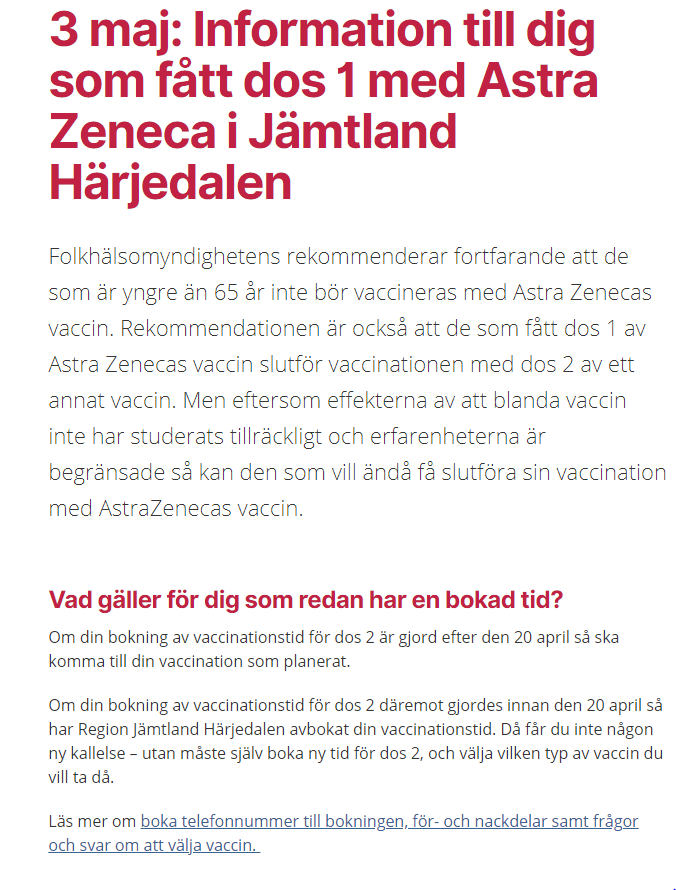 3 maj: Information till dig
som fått dos 1 med Astra
Zeneca i Jämtland
Härjedalen
Folkhälsomyndighetens rekommenderar fortfarande att de
som är yngre än 65 år inte bör vaccineras med Astra Zenecas
vaccin. Rekommendationen är också att de som fått dos 1 av
Astra Zenecas vaccin slutför vaccinationen med dos 2 av ett
annat vaccin. Men eftersom effekterna av att blanda vaccin
inte har studerats tillräckligt och erfarenheterna är
begränsade så kan den som vill ändå få slutföra sin vaccination
med AstraZenecas vaccin.
Vad gäller för dig som redan har en bokad tid?
Om din bokning av vaccinationstid för dos 2 är gjord efter den 20 april så ska
komma till din vaccination som planerat.
Om din bokning av vaccinationstid för dos 2 däremot gjordes innan den 20 april så
har Region Jämtland Härjedalen avbokat din vaccinationstid. Då får du inte någon
ny kallelse – utan måste själv boka ny tid för dos 2, och välja vilken typ av vaccin du
vill ta då.
Läs mer om boka telefonnummer till bokningen, för- och nackdelar samt frågor
och svar om att välja vaccin.